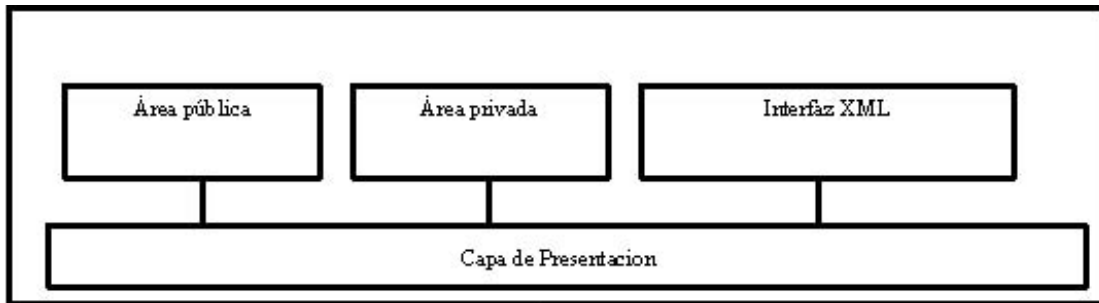 Área pública
Área privada
Interfaz XML
Capa de Presentacion